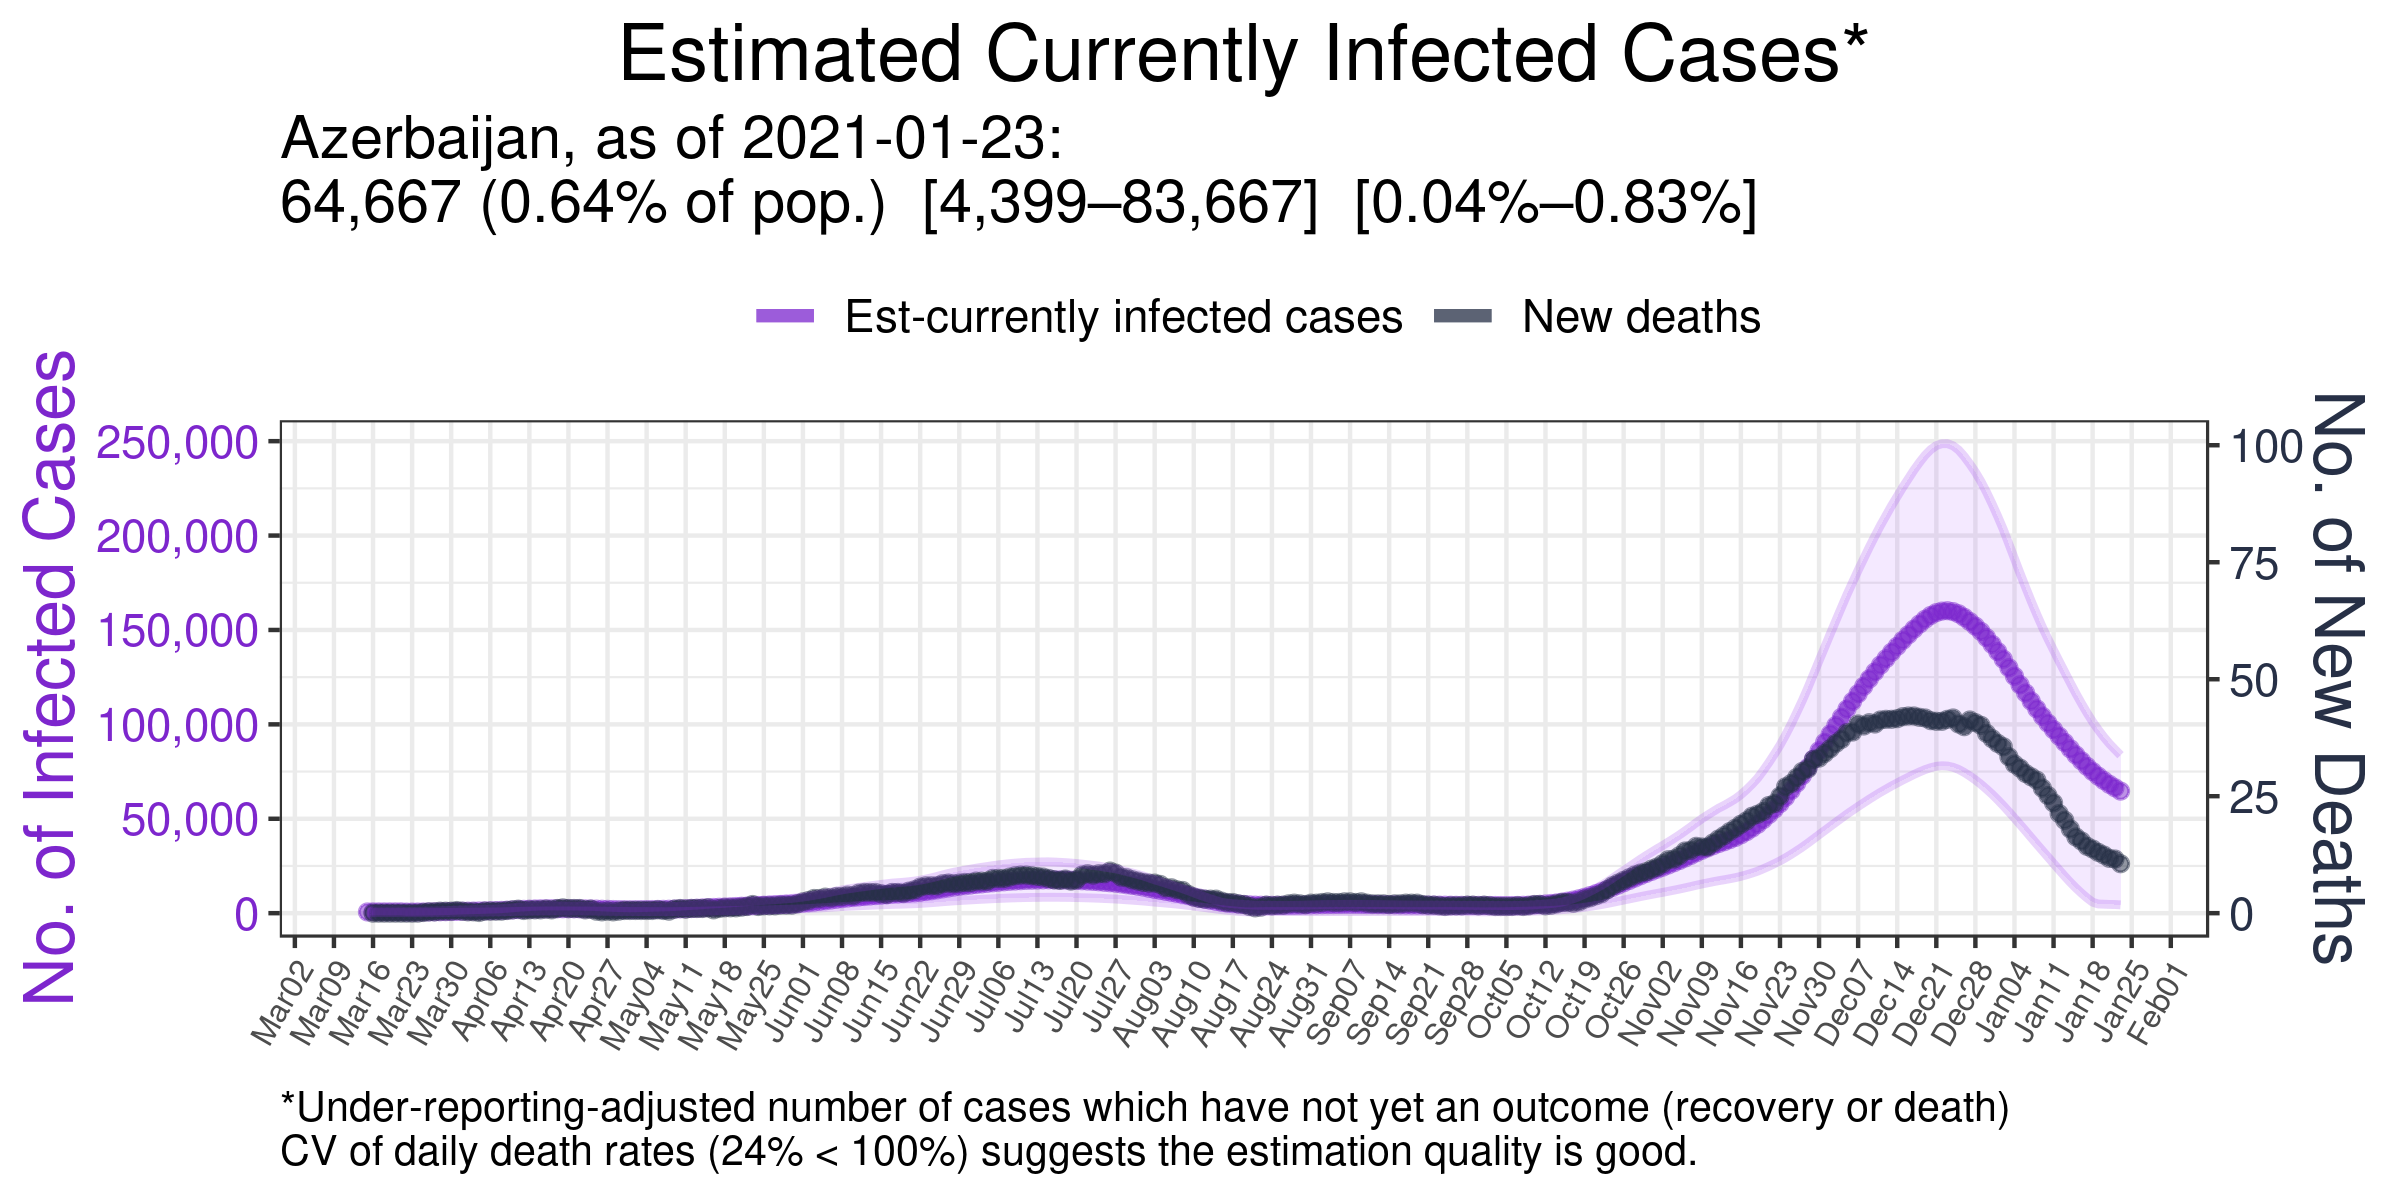 Estimated Currently Infected Cases*
Azerbaijan, as of 2021-01-23:
64,667 (0.64% of pop.) [4,399–83,667] [0.04%–0.83%]
Est-currently infected cases New deaths
No. of Infected Cases
250,000
200,000
150,000
100,000
50,000
0
100
75
50
25
0
No. of New Deaths
Mar02 Mar09 Mar16 Mar23 Mar30 Apr06 Apr13 Apr20 Apr27 May04 May11 May18 May25 Jun01 Jun08 Jun15 Jun22 Jun29 Jul06 Jul13 Jul20 Jul27 Aug03 Aug10 Aug17 Aug24 Aug31 Sep07 Sep14 Sep21 Sep28 Oct05 Oct12 Oct19 Oct26 Nov02 Nov09 Nov16 Nov23 Nov30 Dec07 Dec14 Dec21 Dec28 Jan04 Jan11 Jan18 Jan25 Feb01
*Under-reporting-adjusted number of cases which have not yet an outcome (recovery or death)
CV of daily death rates (24% < 100%) suggests the estimation quality is good.